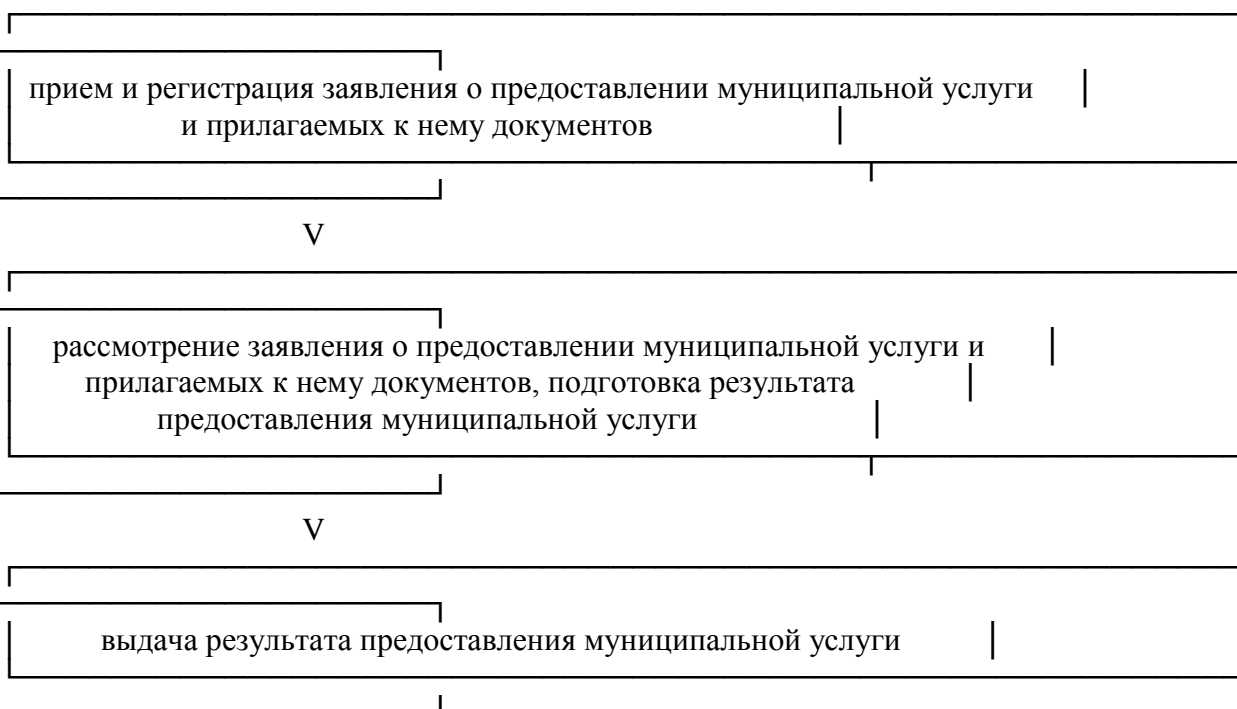 прием и регистрация заявления о предоставлении муниципальной услуги
и прилагаемых к нему документов
V
рассмотрение заявления о предоставлении муниципальной услуги и
прилагаемых к нему документов, подготовка результата
предоставления муниципальной услуги
V
выдача результата предоставления муниципальной услуги